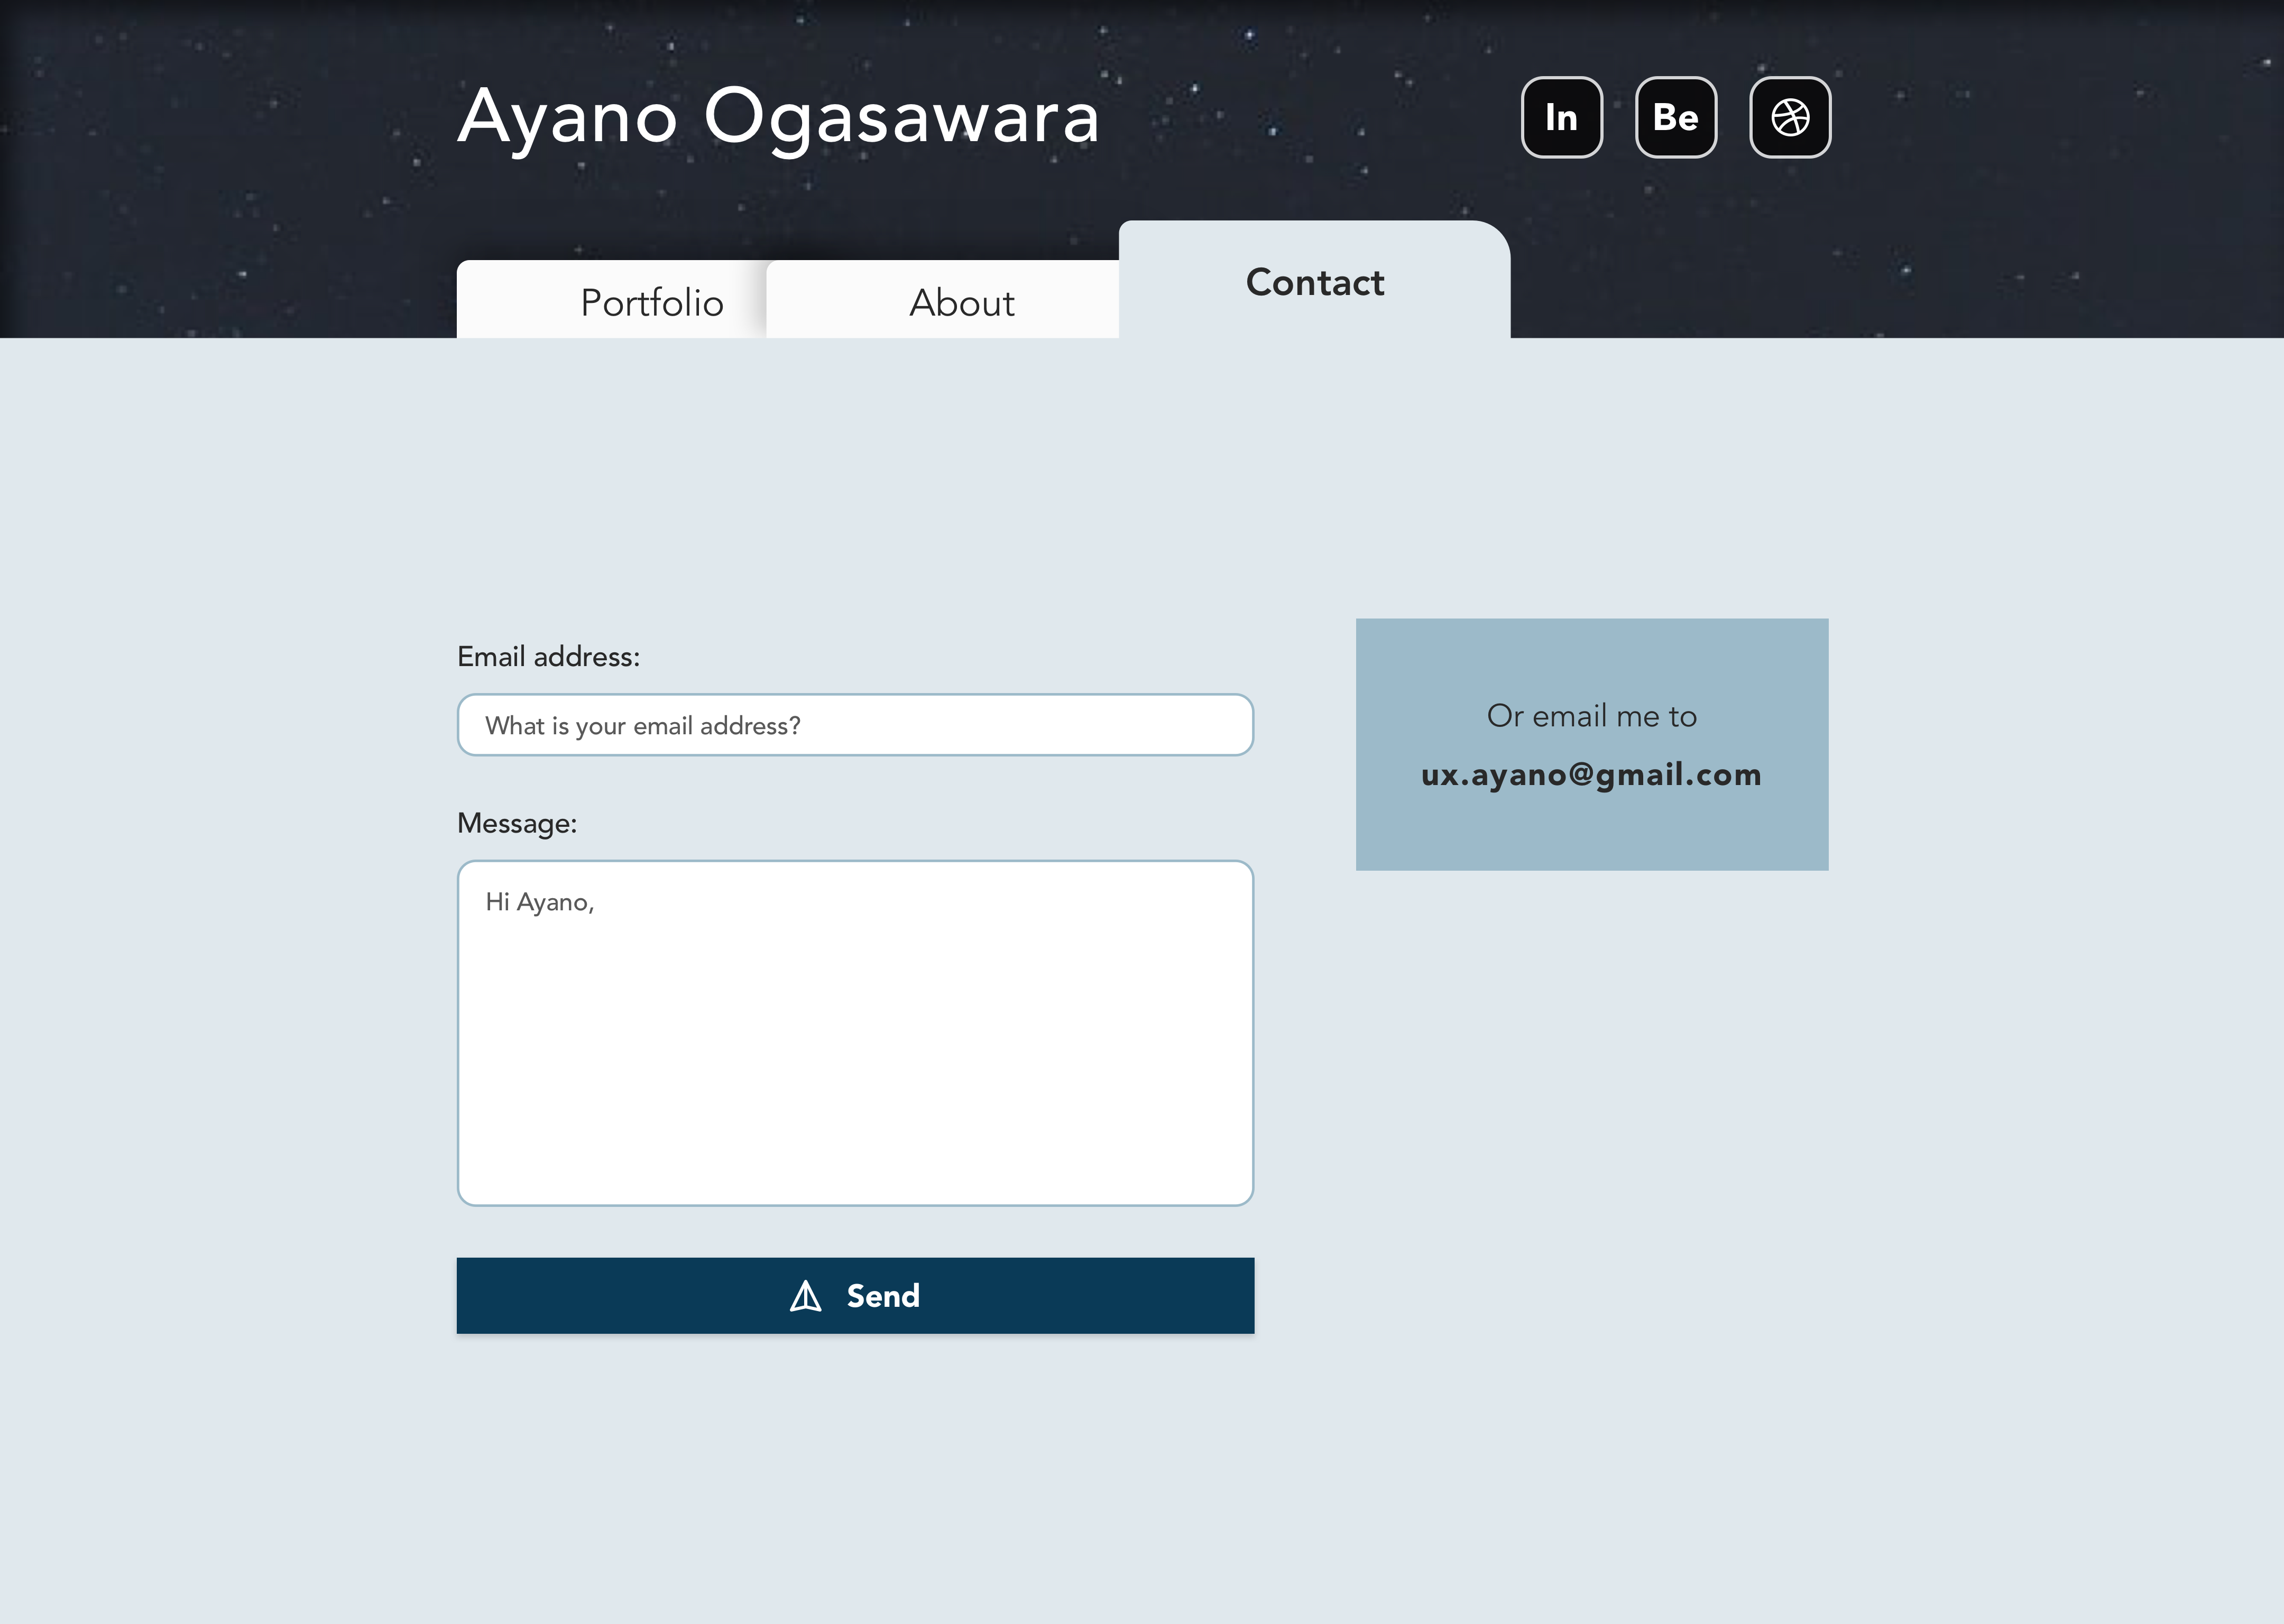 Ayano Ogasawara
In
Be
Portfolio
About
Contact
Email address:
What is your email address?
Message:
Hi Ayano,
Send
Or email me to
ux.ayano@gmail.com